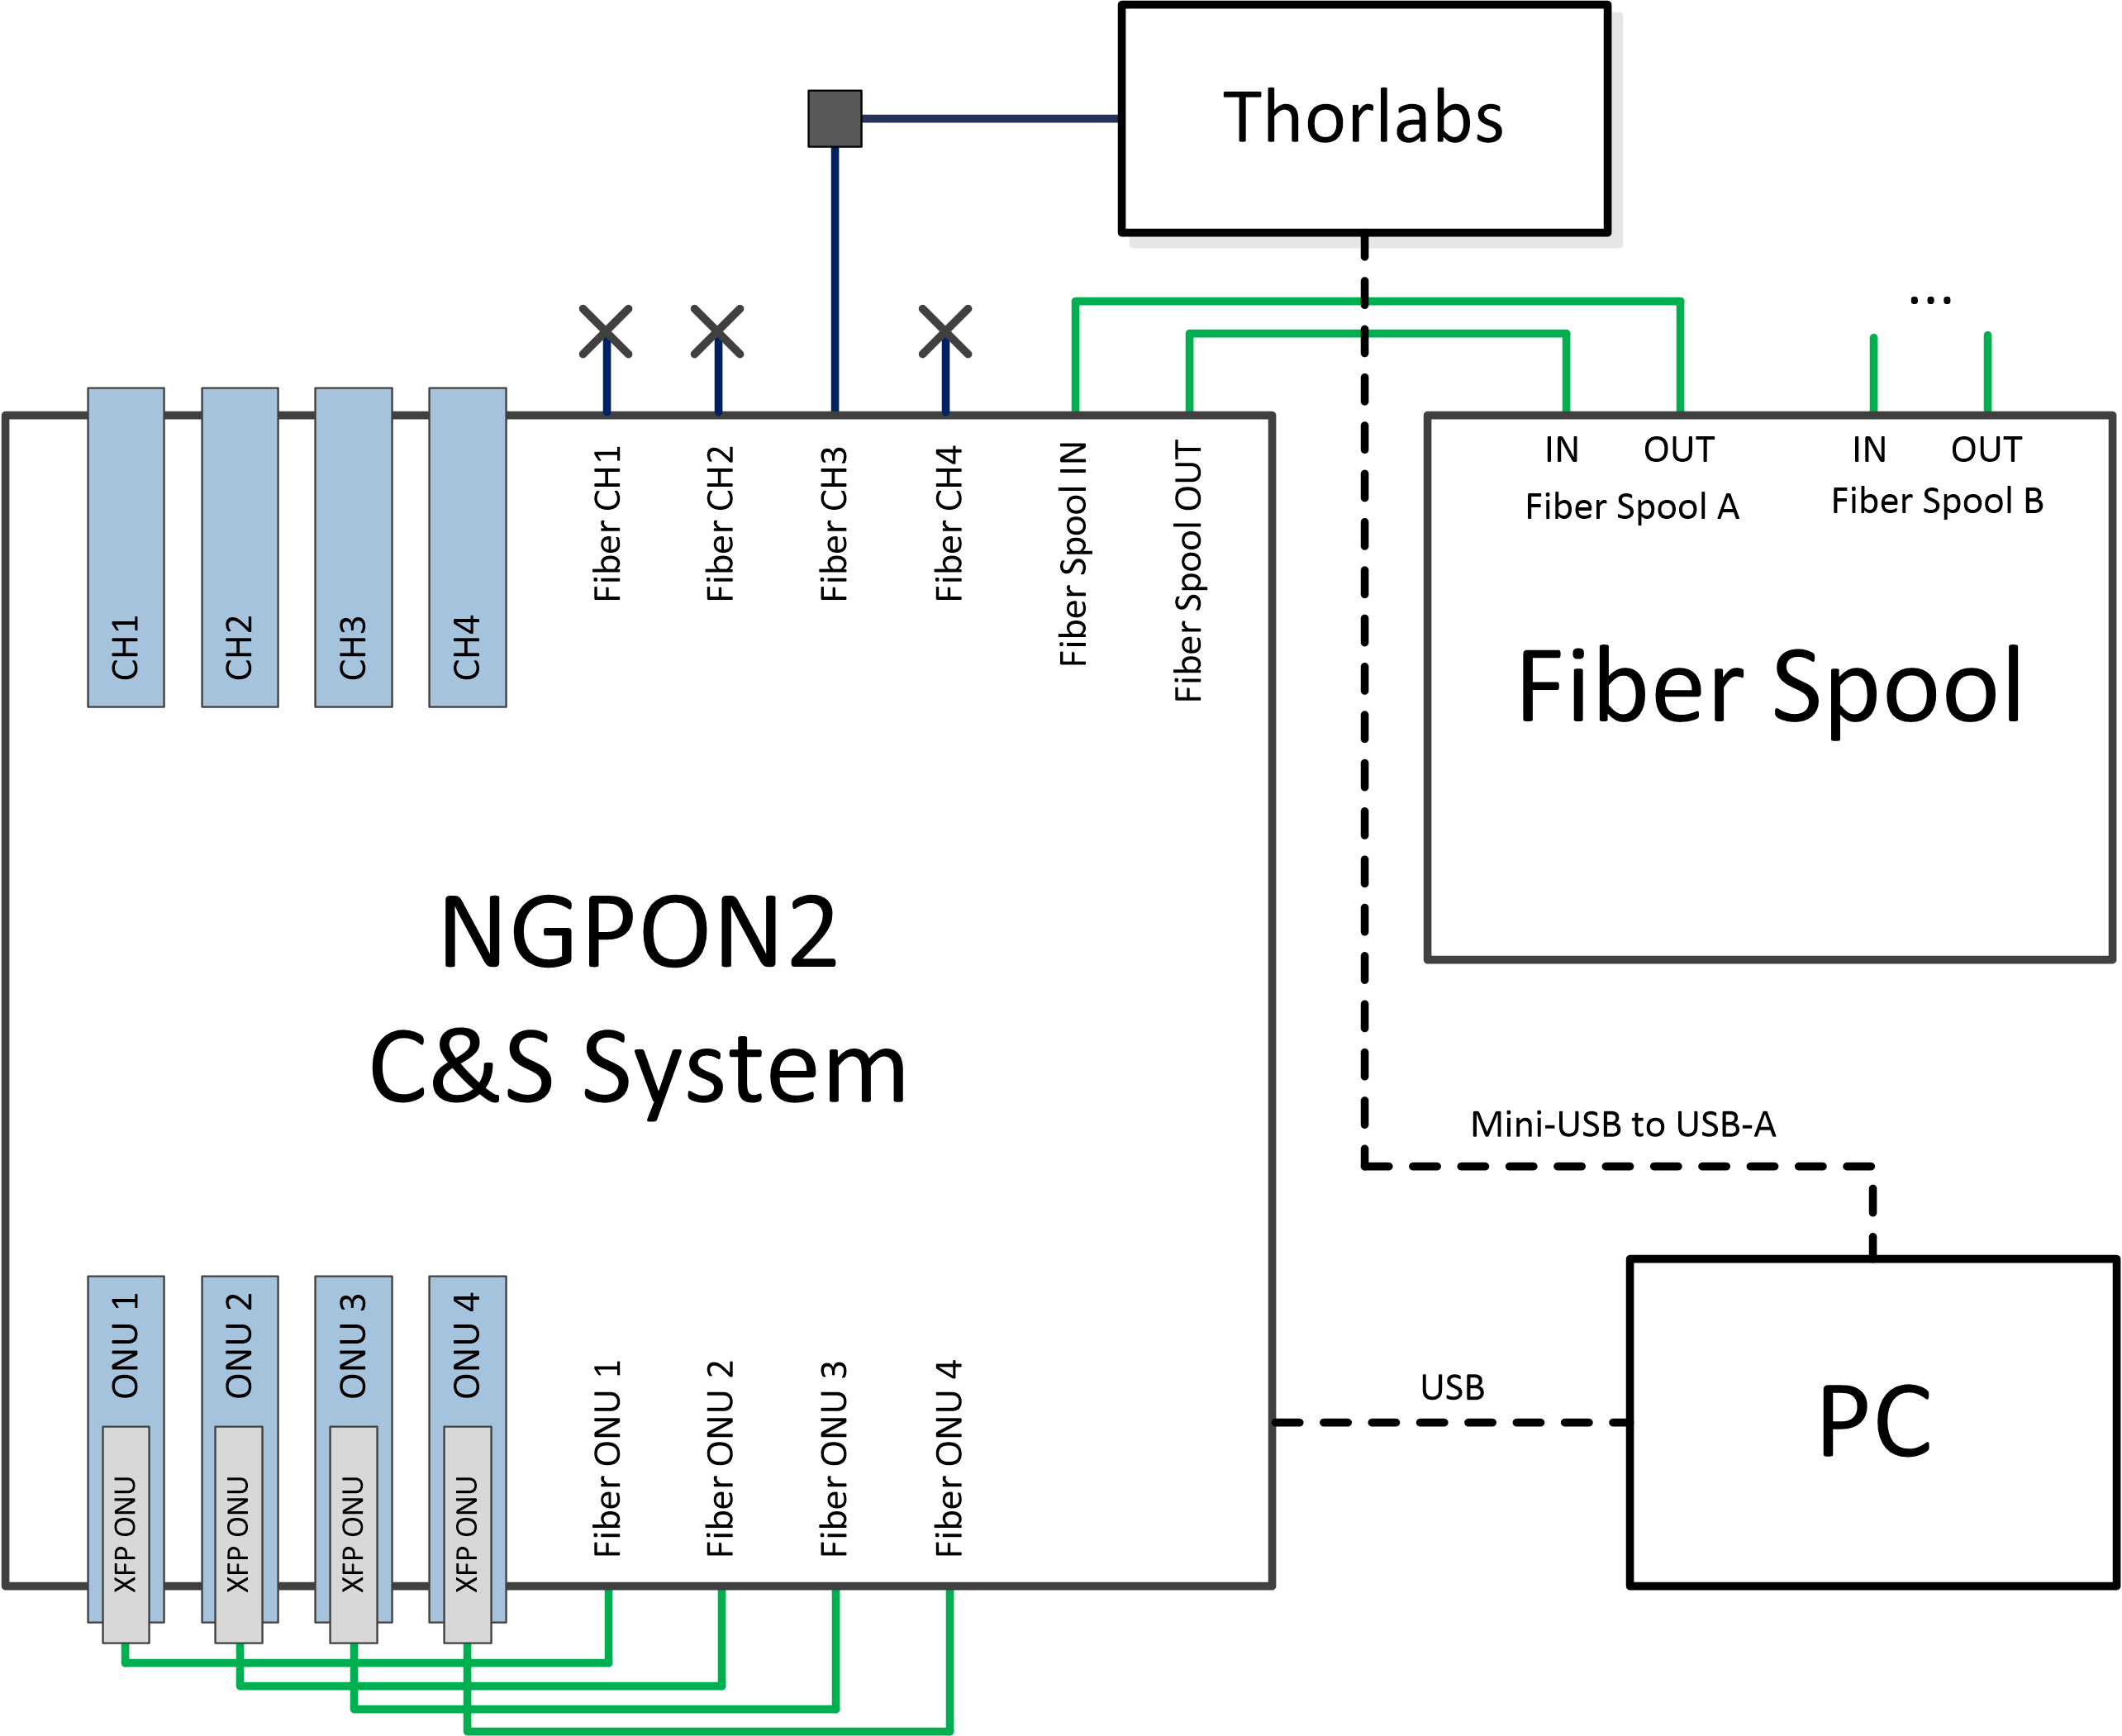 Thorlabs
...
CH1
CH2
CH3
CH4
Fiber CH1
Fiber CH2
Fiber CH3
Fiber CH4
Fiber Spool IN
Fiber Spool OUT
IN
OUT
Fiber Spool A
IN
OUT
Fiber Spool B
Fiber Spool
NGPON2
C&S System
Mini-USB to USB-A
USB
PC
ONU 1
ONU 2
ONU 3
ONU 4
XFP ONU
XFP ONU
XFP ONU
XFP ONU
Fiber ONU 1
Fiber ONU 2
Fiber ONU 3
Fiber ONU 4